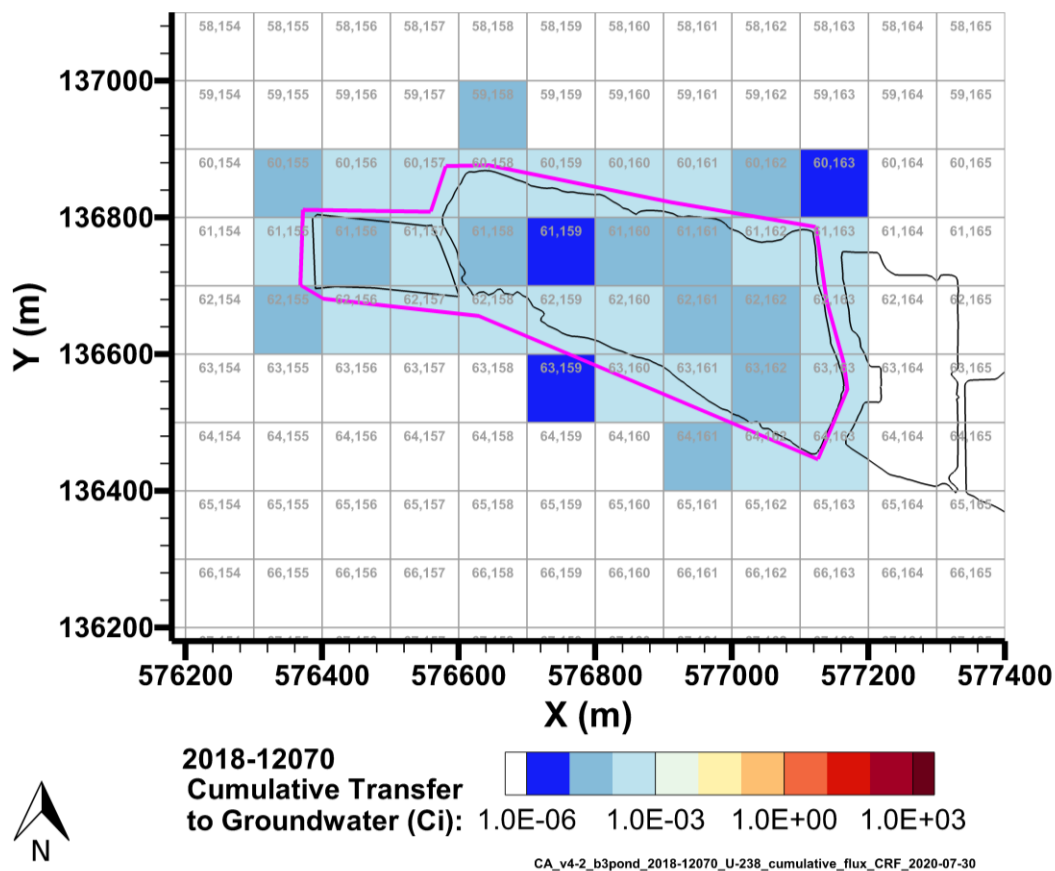 58,154 58,155 58,156 58,157 58,158 58,159 58,160 58,161 58,162 58,163 58,164 58,165
137000
59,154 59,155 59,156 59,157 59,158 59,159 59,160 59,161 59,162 59,163 59,164 59,165
60,154 60,155 60,156 60,157 60,158 60,159 60,160 60,161 60,162 60,163 60,164 60,165
136800
61,154 61,155 61,156 61,157 61,158 61,159 61,160 61,161 61,162 61,163 61,164 61,165
62,154 62,155 62,156 62,157 62,158 62,159 62,160 62,161 62,162 62,163 62,164 62,165
136600
63,154 63,155 63,156 63,157 63,158 63,159 63,160 63,161 63,162 63,163 63,164 63,165
64,154 64,155 64,156 64,157 64,158 64,159 64,160 64,161 64,162 64,163 64,164 64,165
136400
65,154 65,155 65,156 65,157 65,158 65,159 65,160 65,161 65,162 65,163 65,164 65,165
66,154 66,155 66,156 66,157 66,158 66,159 66,160 66,161 66,162 66,163 66,164 66,165
136200
Y (m)
576200 576400 576600 576800 577000 577200 577400
X (m)
2018-12070
Cumulative Transfer
to Groundwater (Ci): 1.0E-06 1.0E-03 1.0E+00 1.0E+03
N
CA_v4-2_b3pond_2018-12070_U-238_cumulative_flux_CRF_2020-07-30